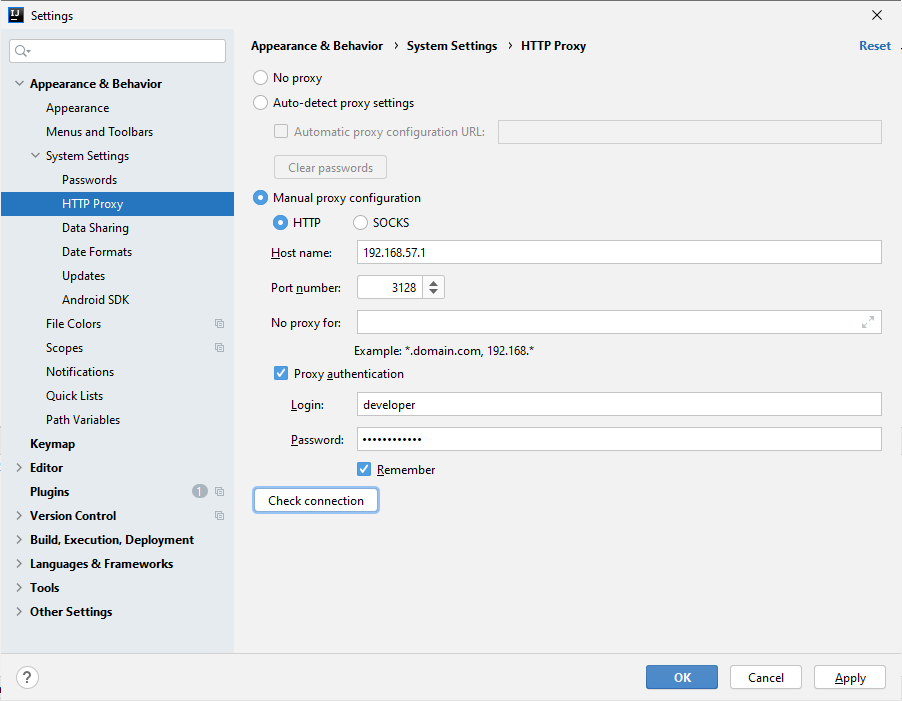 Settings
Appearance & Behavior › System Settings › HTTP Proxy
Reset
Appearance & Behavior
Appearance
Menus and Toolbars
System Settings
Passwords
HTTP Proxy
Data Sharing
Date Formats
Updates
Android SDK
File Colors
Scopes
Notifications
Quick Lists
Path Variables
Keymap
Editor
Plugins 1
Version Control
Build, Execution, Deployment
Languages & Frameworks
Tools
Other Settings
No proxy
Auto-detect proxy settings
Automatic proxy configuration URL:
Clear passwords
Manual proxy configuration
HTTP SOCKS
Host name: 192.168.57.1
Port number: 3128
No proxy for:
Example: *.domain.com, 192.168.*
Proxy authentication
Login: developer
Password: ••••••••••••
Remember
Check connection
? OK Cancel Apply